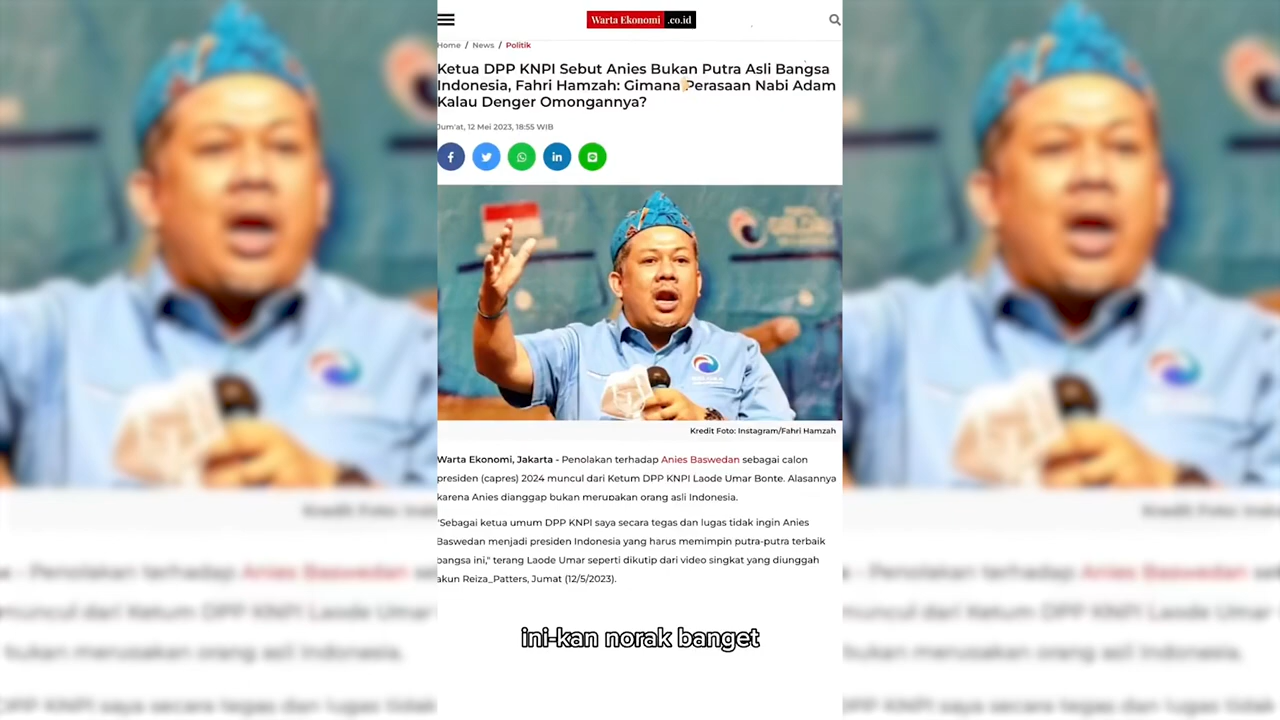 Warta Ekonomi .co.id
Home / News / Politik
Ketua DPP KNPI Sebut Anies Bukan Putra Asli Bangsa
Indonesia, Fahri Hamzah: Gimana Perasaan Nabi Adam
Kalau Denger Omongannya?
Jum'at, 12 Mei 2023, 18:55 WIB
Kredit Foto: Instagram/Fahri Hamzah
Warta Ekonomi, Jakarta - Penolakan terhadap Anies Baswedan sebagai calon
presiden (capres) 2024 muncul dari Ketum DPP KNPI Laode Umar Bonte. Alasannya
karena Anies dianggap bukan merupakan orang asli Indonesia.
"Sebagai ketua umum DPP KNPI saya secara tegas dan lugas tidak ingin Anies
Baswedan menjadi presiden Indonesia yang harus memimpin putra-putra terbaik
bangsa ini," terang Laode Umar seperti dikutip dari video singkat yang diunggah
akun Reiza_Patters, Jumat (12/5/2023).
ini-kan norak banget